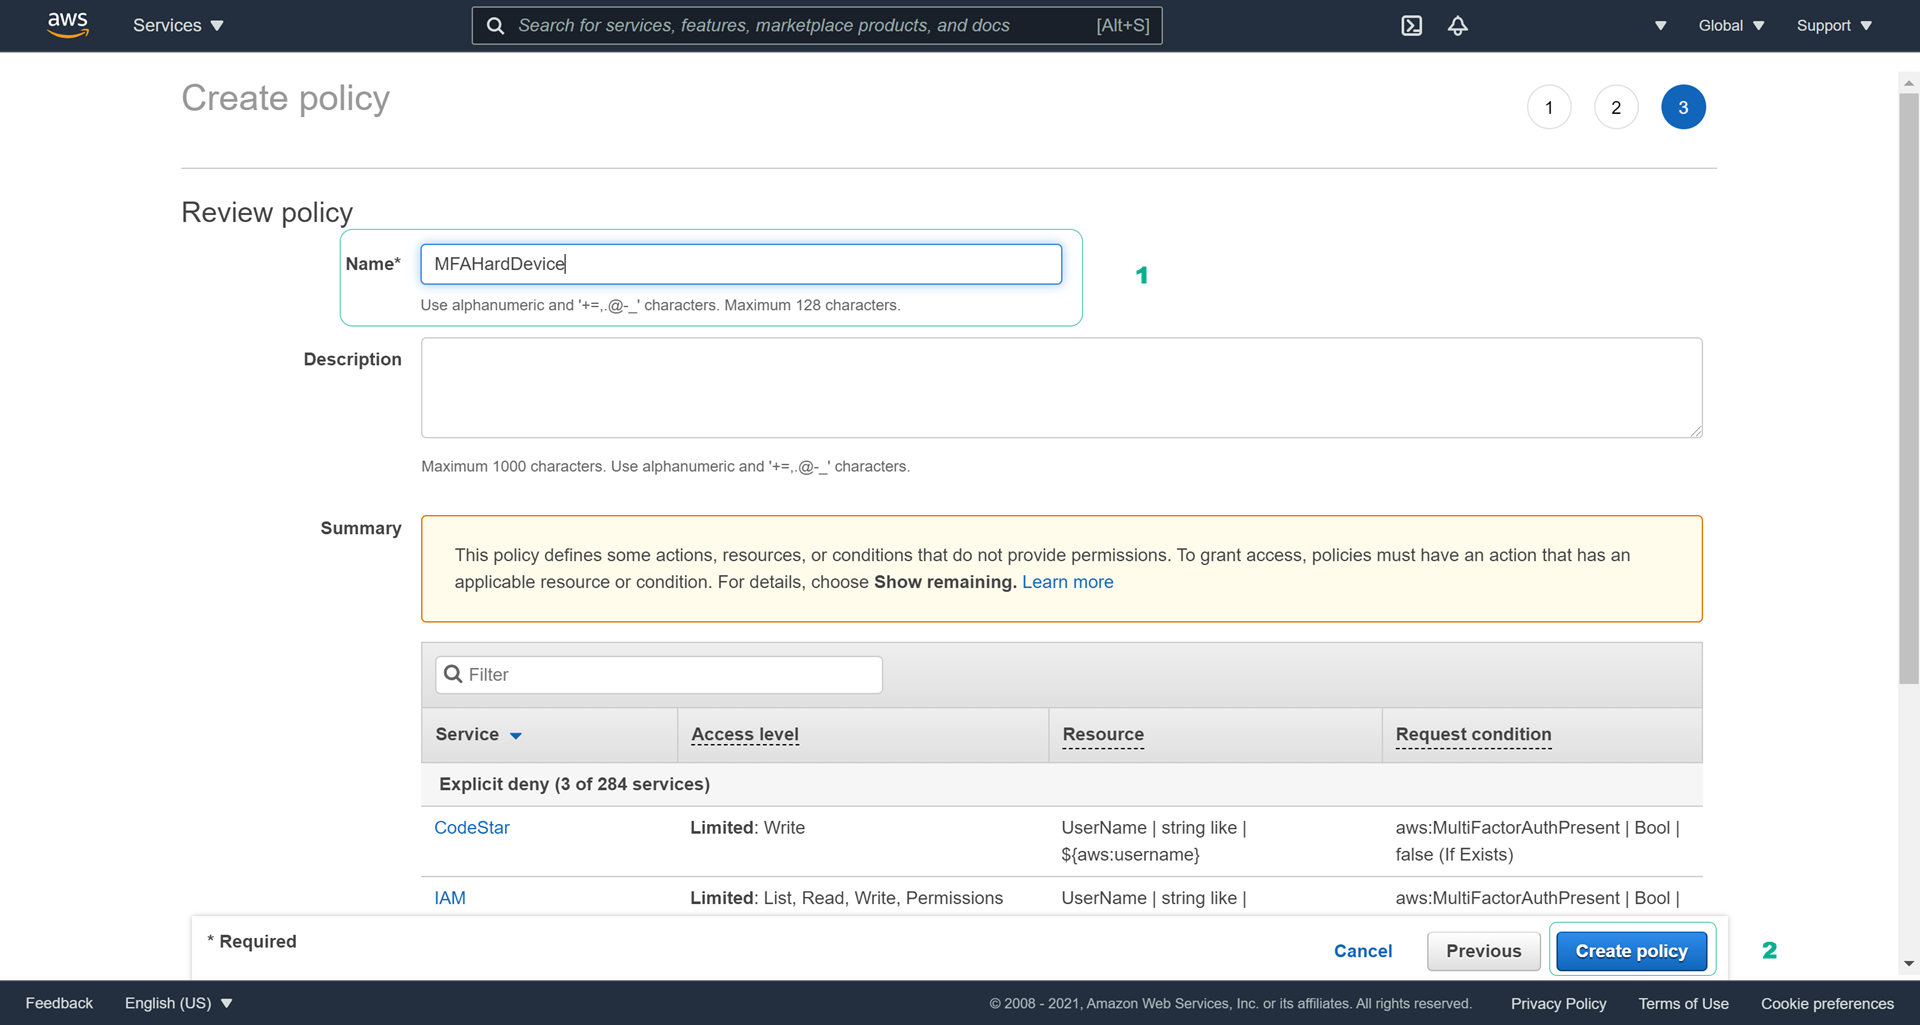 aws
Services
Search for services, features, marketplace products, and docs
[Alt+S]
Global
Support
Create policy
1
2
3
Review policy
Name*
MFAHardDevice
1
Use alphanumeric and '+=,.@-_' characters. Maximum 128 characters.
Description
Maximum 1000 characters. Use alphanumeric and '+=,.@-_' characters.
Summary
This policy defines some actions, resources, or conditions that do not provide permissions. To grant access, policies must have an action that has an
applicable resource or condition. For details, choose Show remaining. Learn more
Filter
Service
Access level
Resource
Request condition
Explicit deny (3 of 284 services)
CodeStar
Limited: Write
UserName | string like |
${aws:username}
aws:MultiFactorAuthPresent | Bool |
false (If Exists)
IAM
Limited: List, Read, Write, Permissions
UserName | string like |
aws:MultiFactorAuthPresent | Bool |
* Required
Cancel
Previous
Create policy
2
Feedback
English (US)
© 2008 - 2021, Amazon Web Services, Inc. or its affiliates. All rights reserved.
Privacy Policy
Terms of Use
Cookie preferences